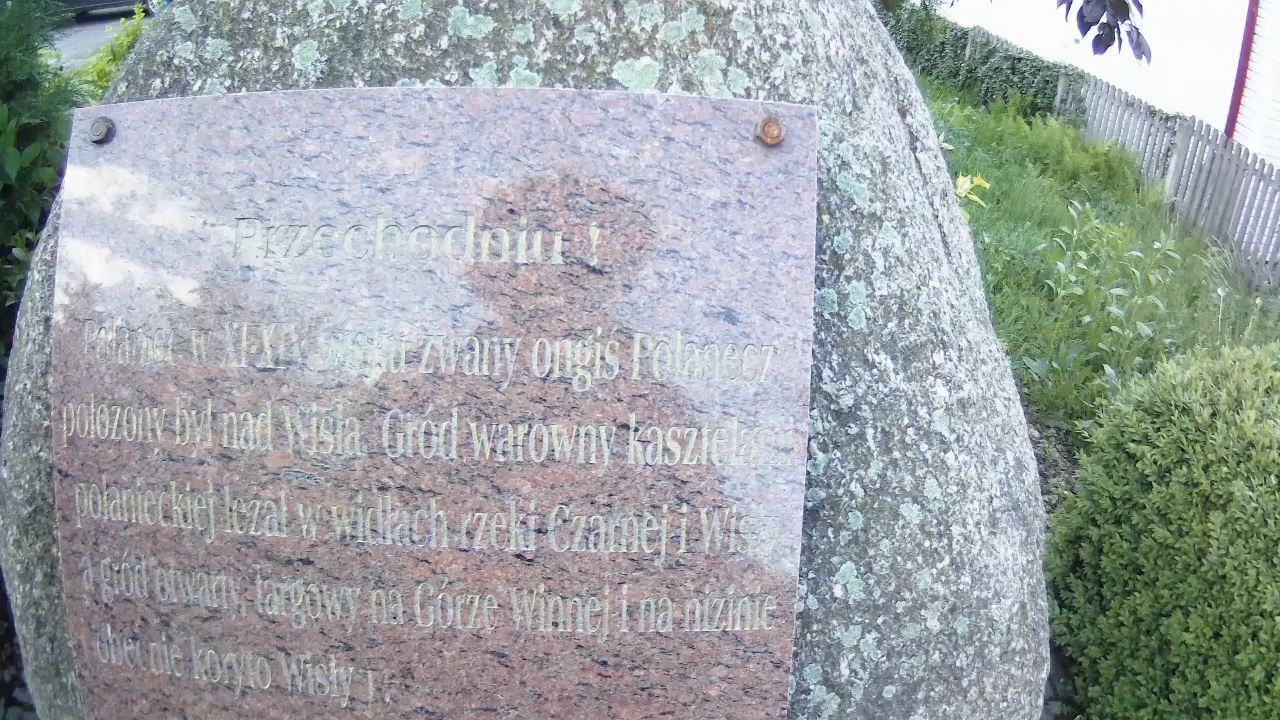 Przechodniu !
Połaniec w XI-XIV wieku zwany ongiś Połanecz
położony był nad Wisłą. Gród warowny kasztelani
połanieckiej leżał w widłach rzeki Czarnej i Wisły
a gród otwarty, targowy na Górze Winnej i na nizinie
obecnie koryto Wisły